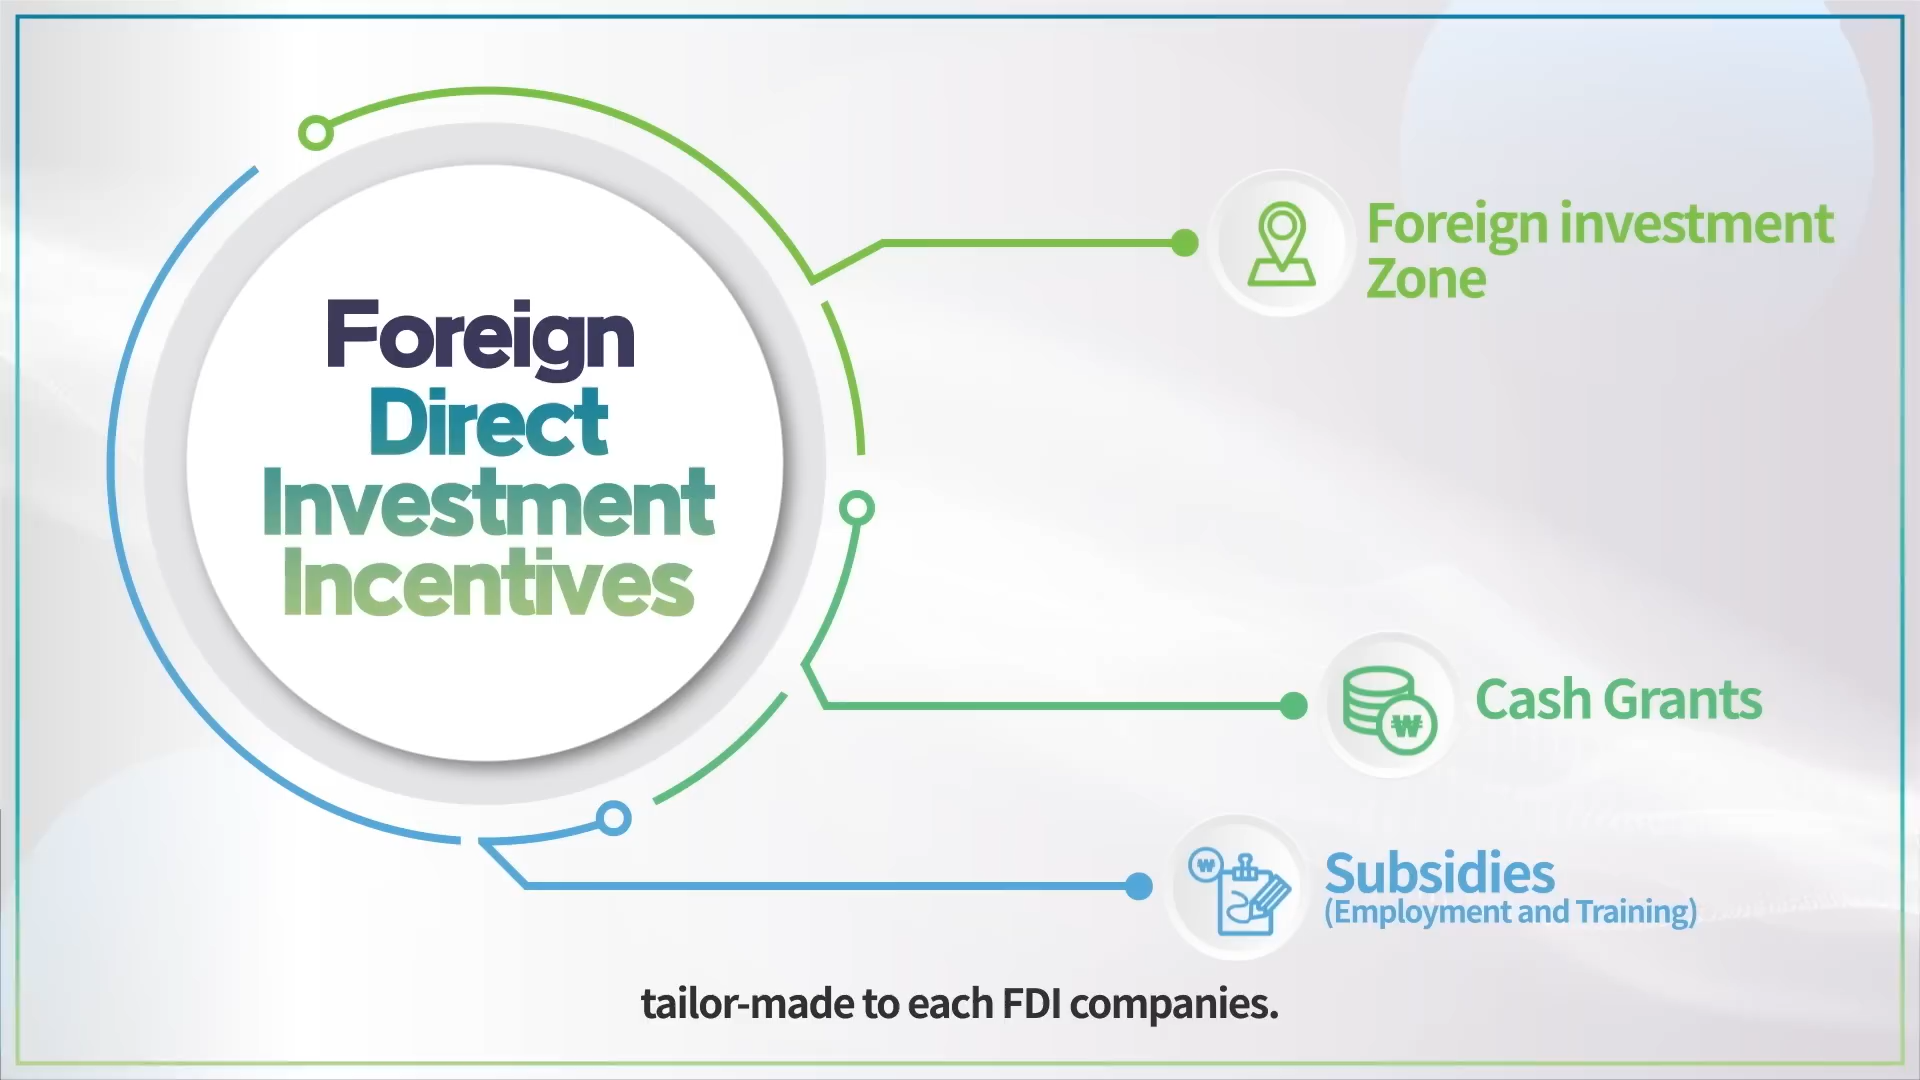 Foreign
Direct
Investment
Incentives
Foreign investment
Zone
₩
Cash Grants
₩
Subsidies
(Employment and Training)
tailor-made to each FDI companies.